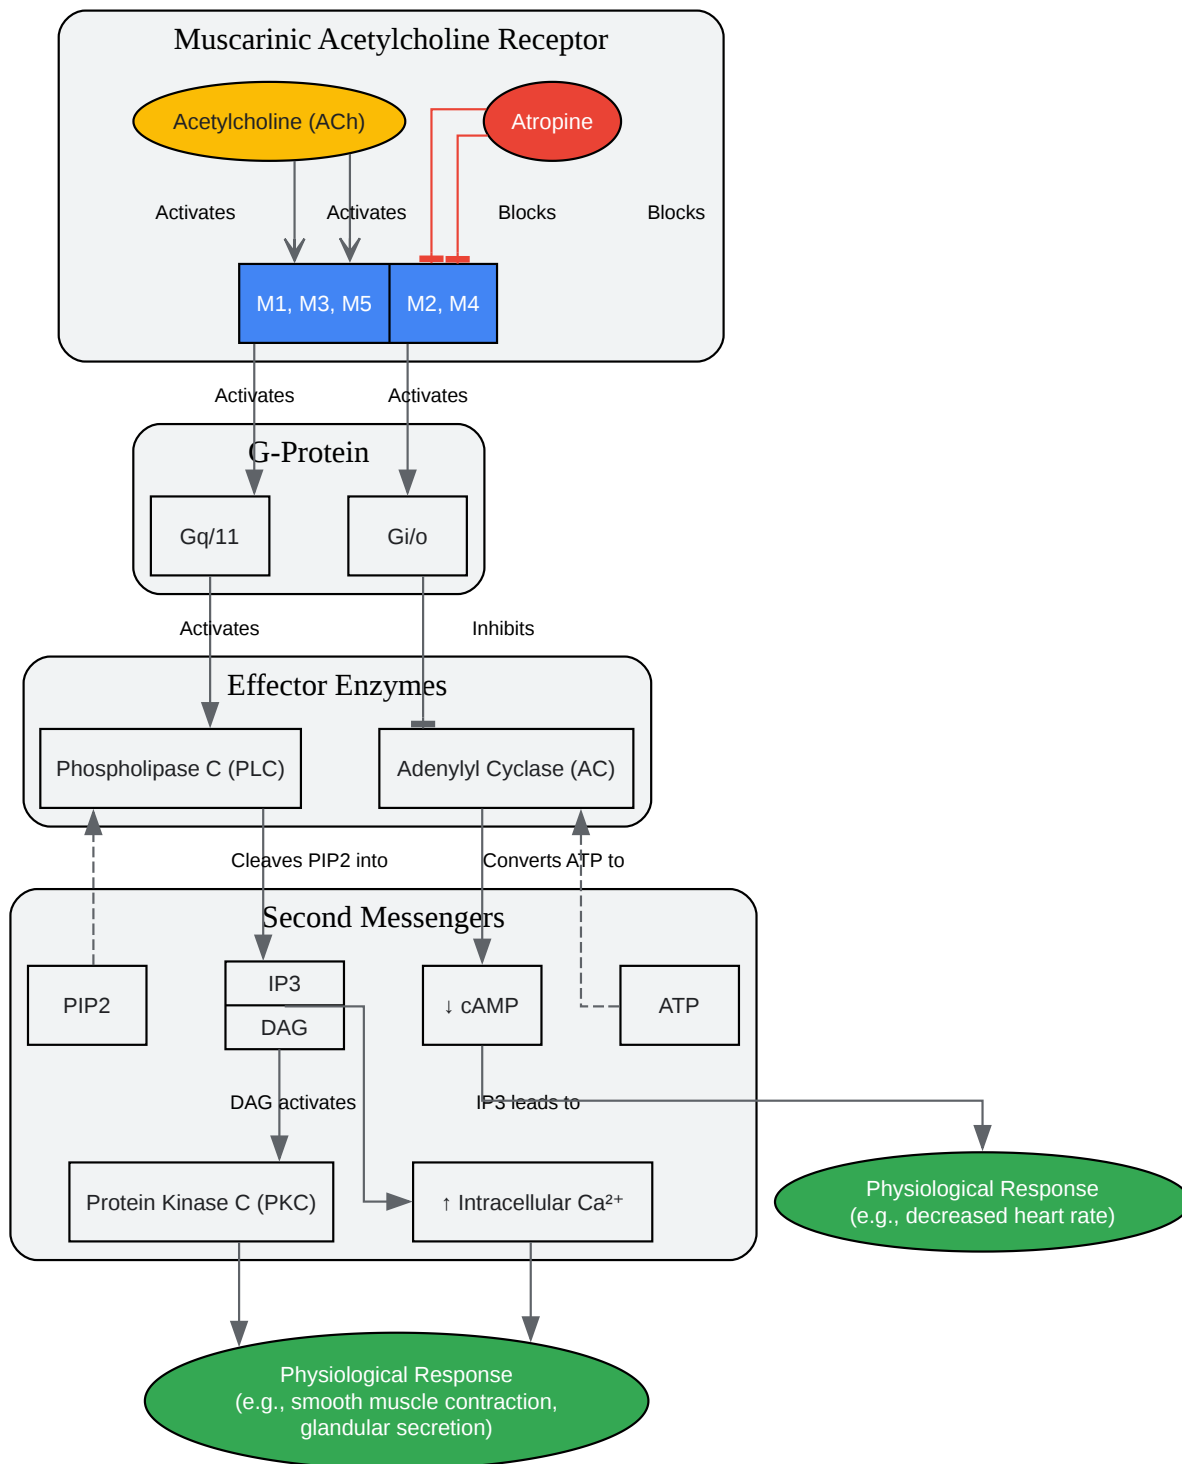 Muscarinic Acetylcholine Receptor
Acetylcholine (ACh)
Atropine
Activates
Activates
Blocks
Blocks
M1, M3, M5
M2, M4
Activates
Activates
G-Protein
Gq/11
Gi/o
Activates
Inhibits
Effector Enzymes
Phospholipase C (PLC)
Adenylyl Cyclase (AC)
Cleaves PIP2 into
Converts ATP to
Second Messengers
PIP2
IP3
DAG
↓ cAMP
ATP
DAG activates
IP3 leads to
Protein Kinase C (PKC)
↑ Intracellular Ca²⁺
Physiological Response
(e.g., decreased heart rate)
Physiological Response
(e.g., smooth muscle contraction,
glandular secretion)